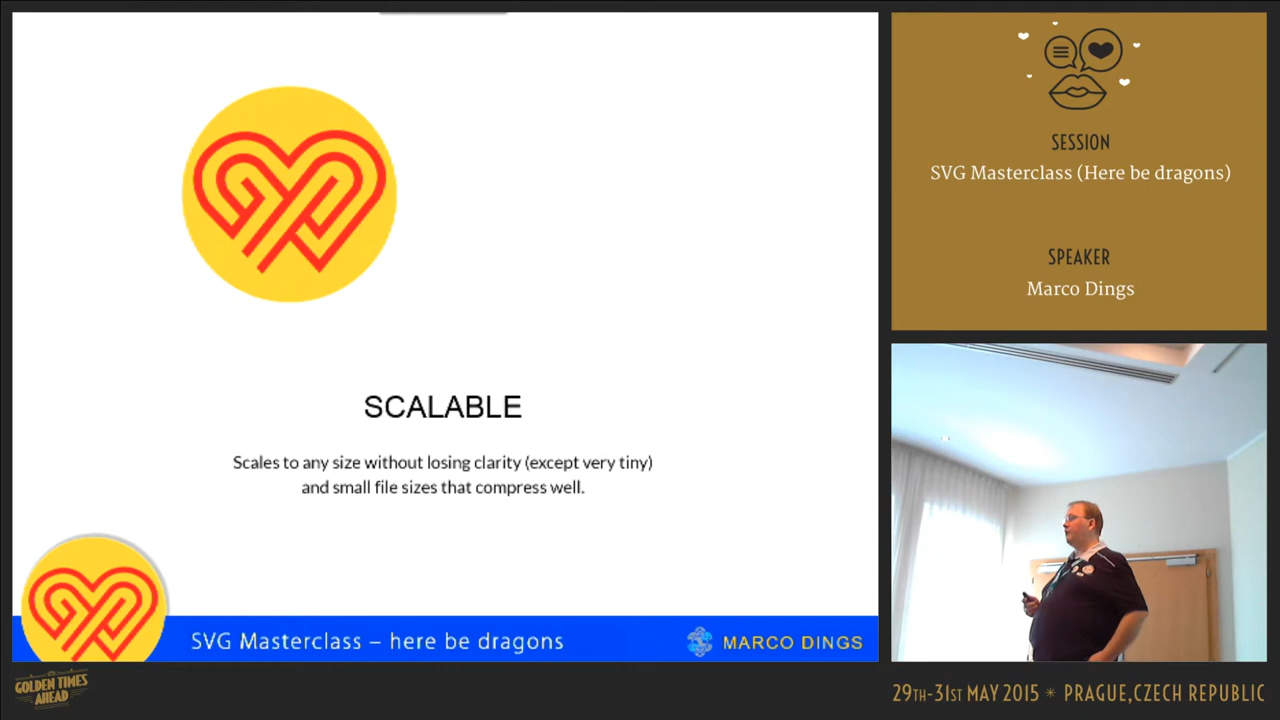 SCALABLE
Scales to any size without losing clarity (except very tiny)
and small file sizes that compress well.
SVG Masterclass – here be dragons
MARCO DINGS
SESSION
SVG Masterclass (Here be dragons)
SPEAKER
Marco Dings
GOLDEN TIMES
AHEAD
29TH-31ST MAY 2015 * PRAGUE, CZECH REPUBLIC